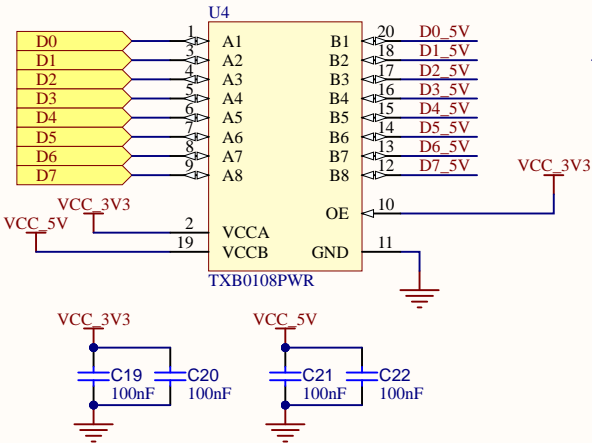 U4
D0 1 A1 B1 20 D0_5V
D1 3 A2 B2 18 D1_5V
D2 4 A3 B3 17 D2_5V
D3 5 A4 B4 16 D3_5V
D4 6 A5 B5 15 D4_5V
D5 7 A6 B6 14 D5_5V
D6 8 A7 B7 13 D6_5V
D7 9 A8 B8 12 D7_5V
VCC_3V3
OE 10
VCC_3V3
VCC_5V
2 VCCA
19 VCCB GND 11
TXB0108PWR
VCC_3V3 VCC_5V
C19 C20 C21 C22
100nF 100nF 100nF 100nF